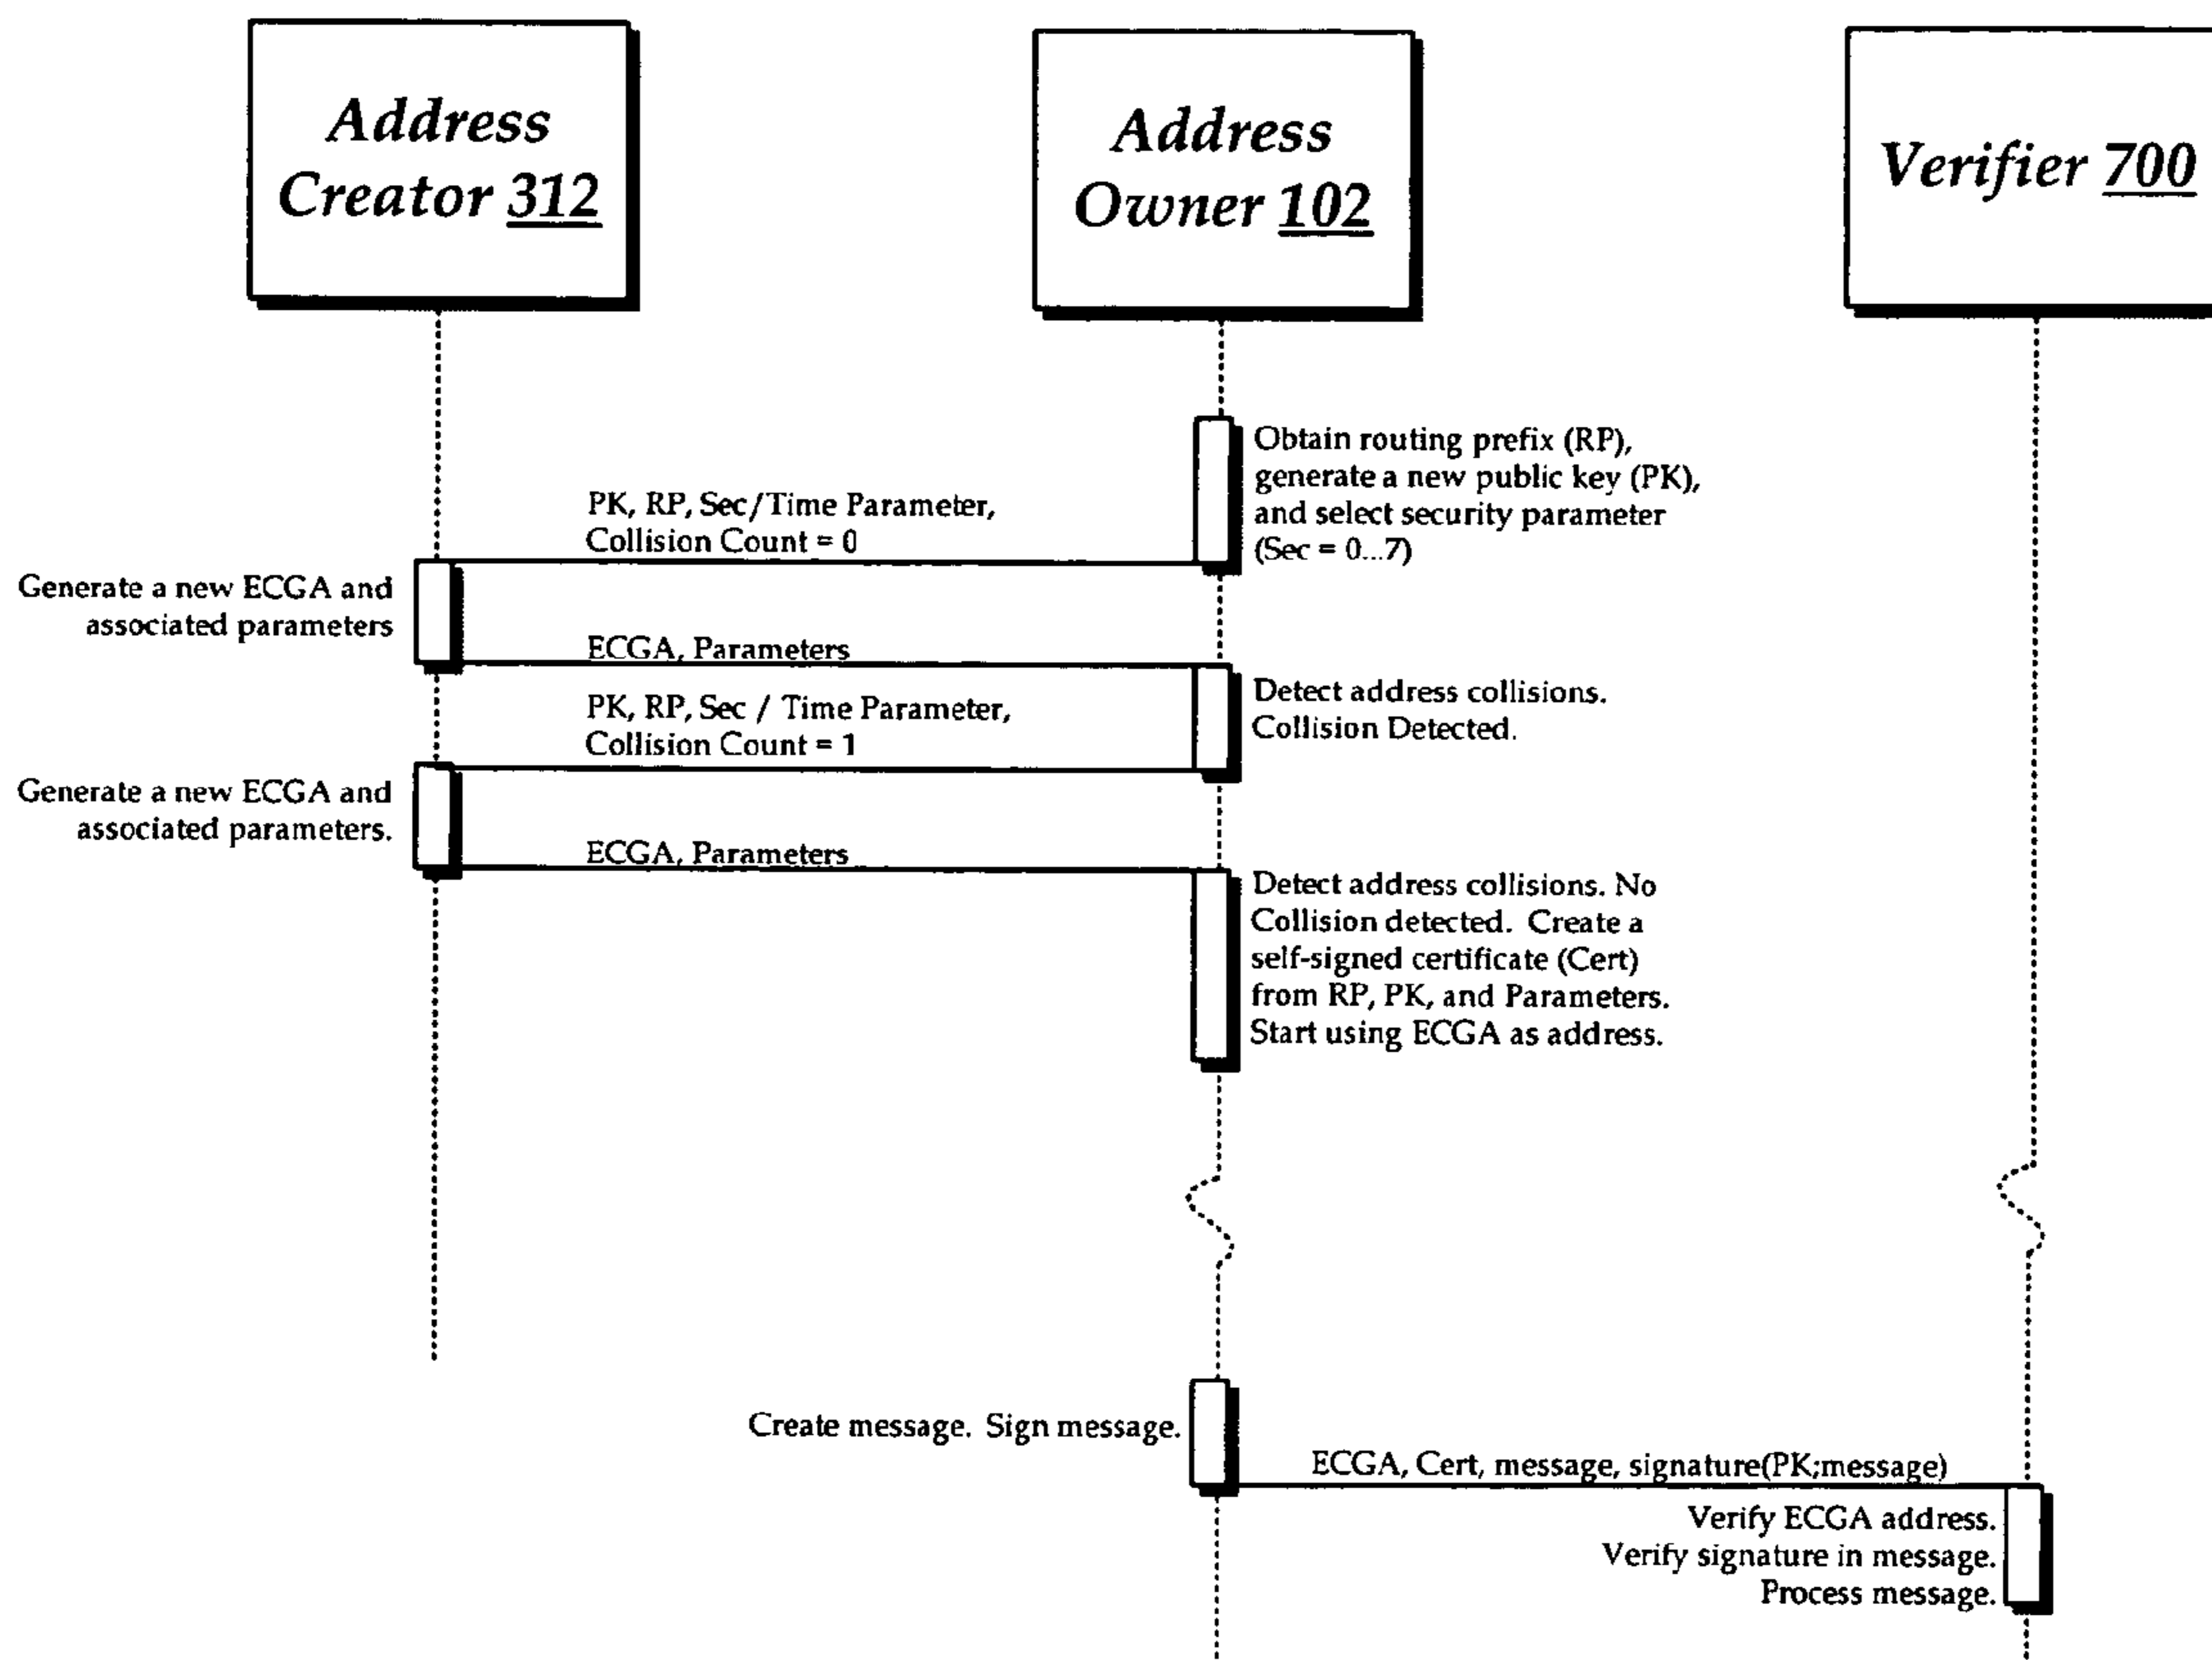 Address
Creator 312
Address
Owner 102
Verifier 700
Obtain routing prefix (RP),
generate a new public key (PK),
and select security parameter
(Sec = 0...7)
PK, RP, Sec/Time Parameter,
Collision Count = 0
Generate a new ECGA and
associated parameters
ECGA, Parameters
Detect address collisions.
Collision Detected.
PK, RP, Sec / Time Parameter,
Collision Count = 1
Generate a new ECGA and
associated parameters.
ECGA, Parameters
Detect address collisions. No
Collision detected. Create a
self-signed certificate (Cert)
from RP, PK, and Parameters.
Start using ECGA as address.
Create message. Sign message.
ECGA, Cert, message, signature(PK;message)
Verify ECGA address.
Verify signature in message.
Process message.